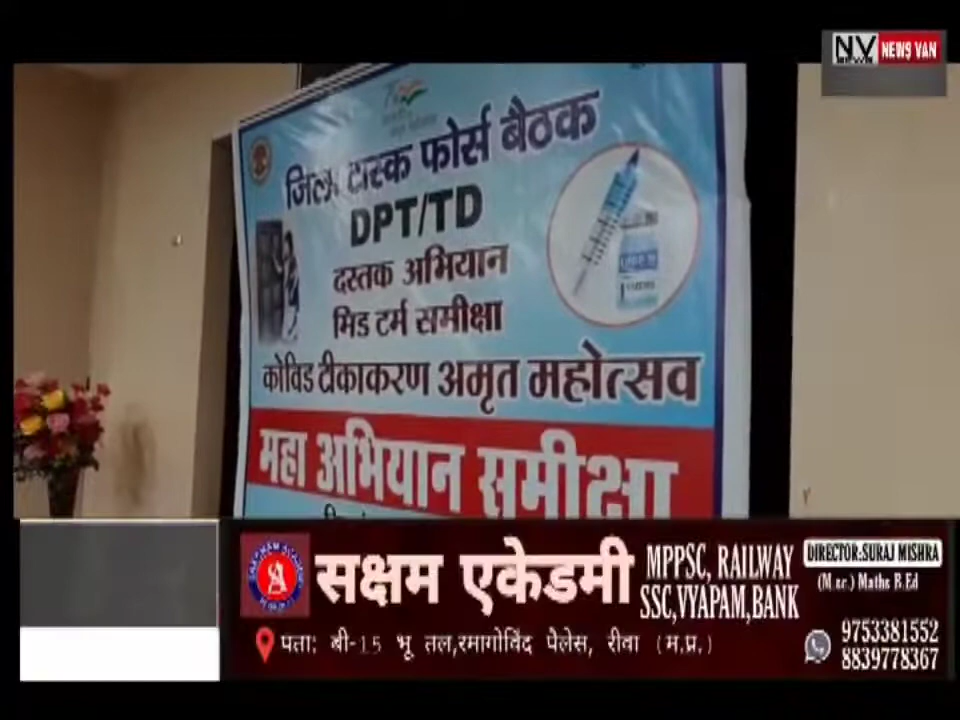 NV NEWS VAN
NEWS
जिला टास्क फोर्स बैठक
DPT/TD
दस्तक अभियान
मिड टर्म समीक्षा
कोविड टीकाकरण अमृत महोत्सव
महा अभियान समीक्षा
सक्षम एकेडमी
MPPSC, RAILWAY
SSC,VYAPAM,BANK
DIRECTOR:SURAJ MISHRA
(M.sc.) Maths B.Ed
पता: बी-15 भू तल,रमागोविंद पैलेस, रीवा (म.प्र.)
9753381552
8839778367